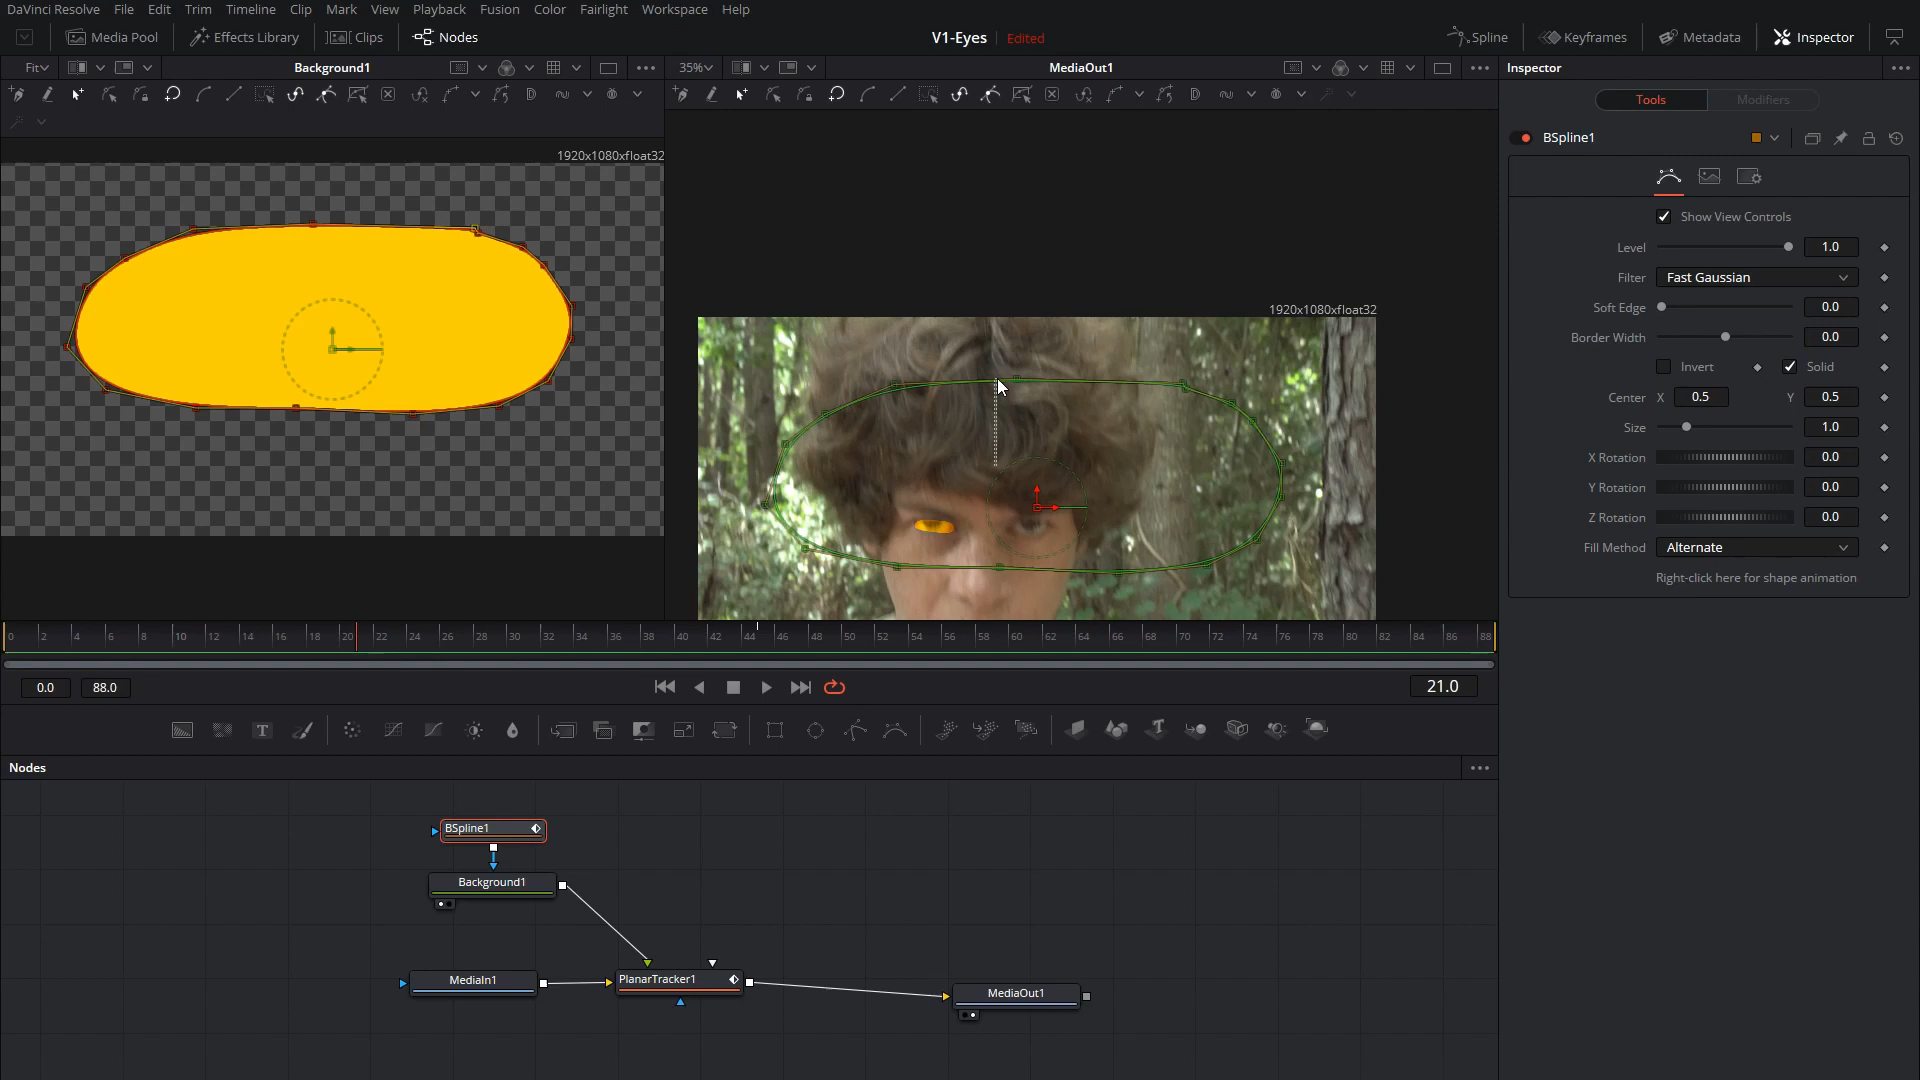 DaVinci Resolve File Edit Trim Timeline Clip Mark View Playback Fusion Color Fairlight Workspace Help
Media Pool Effects Library Clips Nodes V1-Eyes Edited Spline Keyframes Metadata Inspector
Fit Background1 35% MediaOut1 Inspector
Tools Modifiers
BSpline1
1920x1080xfloat32
1920x1080xfloat32
Show View Controls
Level 1.0
Filter Fast Gaussian
Soft Edge 0.0
Border Width 0.0
Invert Solid
Center X 0.5 Y 0.5
Size 1.0
X Rotation 0.0
Y Rotation 0.0
Z Rotation 0.0
Fill Method Alternate
Right-click here for shape animation
0 2 4 6 8 10 12 14 16 18 20 22 24 26 28 30 32 34 36 38 40 42 44 46 48 50 52 54 56 58 60 62 64 66 68 70 72 74 76 78 80 82 84 86 88
0.0 88.0 21.0
T T
Nodes
BSpline1
Background1
MediaIn1 PlanarTracker1 MediaOut1